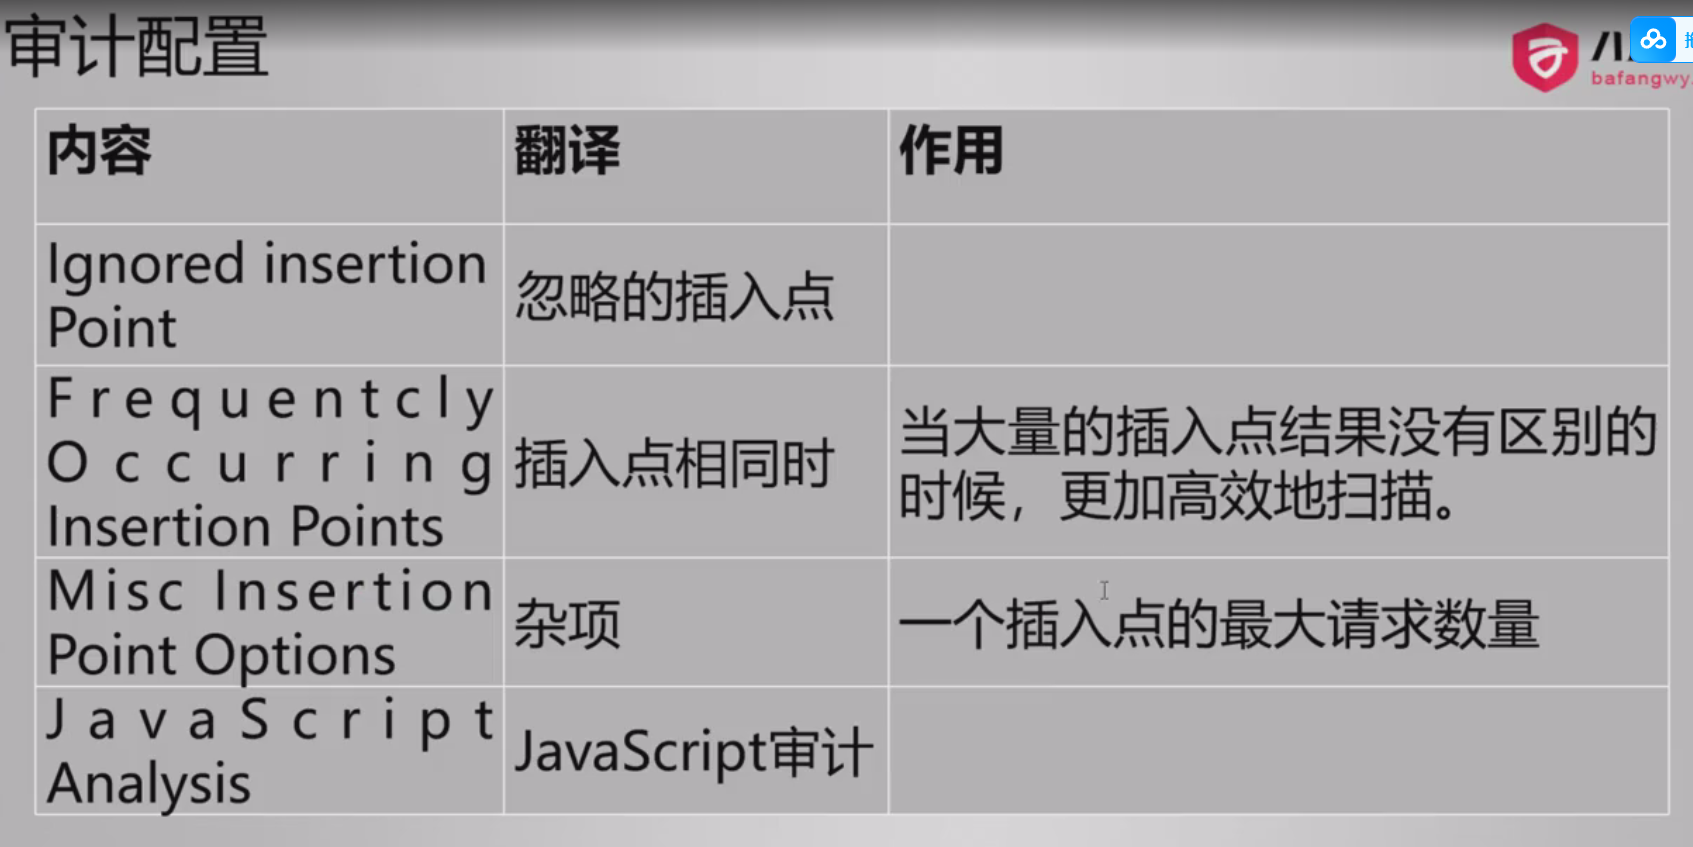 审计配置
bafangwy.
内容
翻译
作用
Ignored insertion
Point
忽略的插入点
Frequentcly
Occurring
Insertion Points
插入点相同时
当大量的插入点结果没有区别的
时候，更加高效地扫描。
Misc Insertion
Point Options
杂项
一个插入点的最大请求数量
JavaScript
Analysis
JavaScript审计